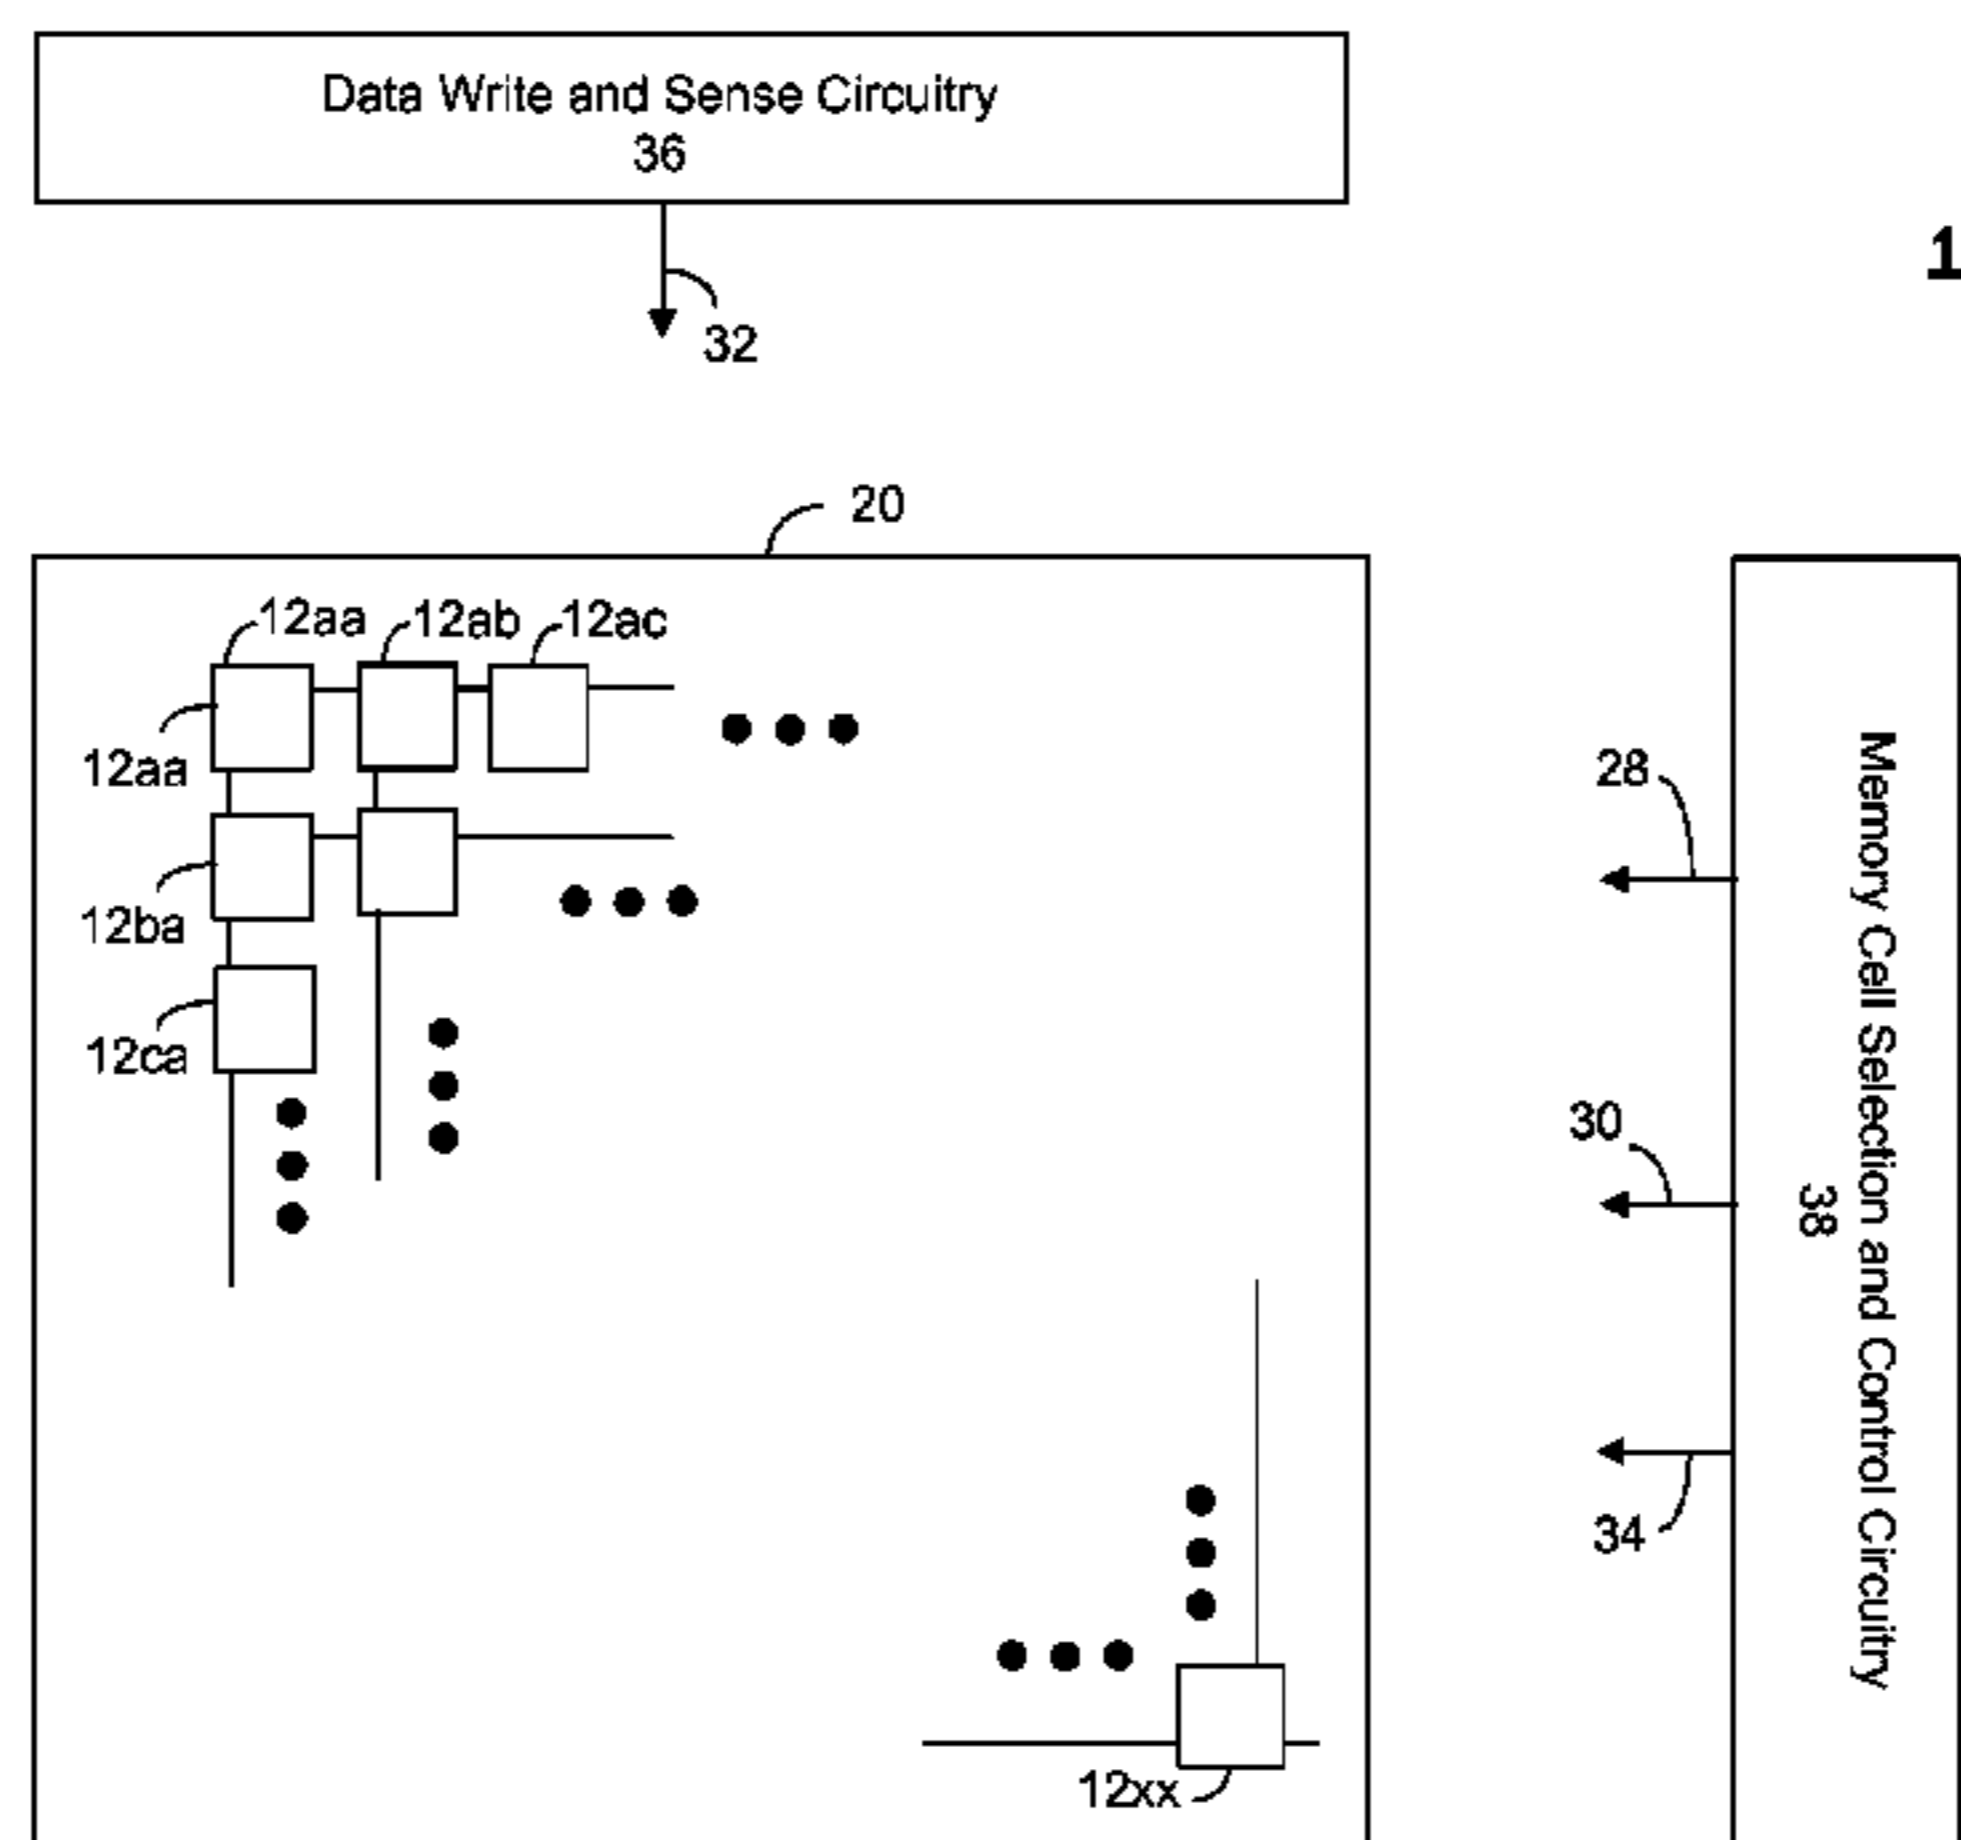 Data Write and Sense Circuitry
36
32
1
20
12aa
12ab
12ac
12aa
12ba
12ca
28
30
34
Memory Cell Selection and Control Circuitry
38
12xx